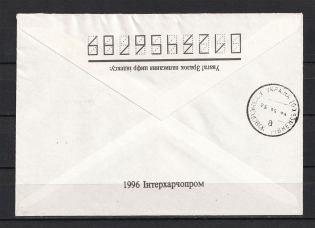 0123456789
Увага! Зразок написання цифр індексу:
1996 Інтерхарчопром